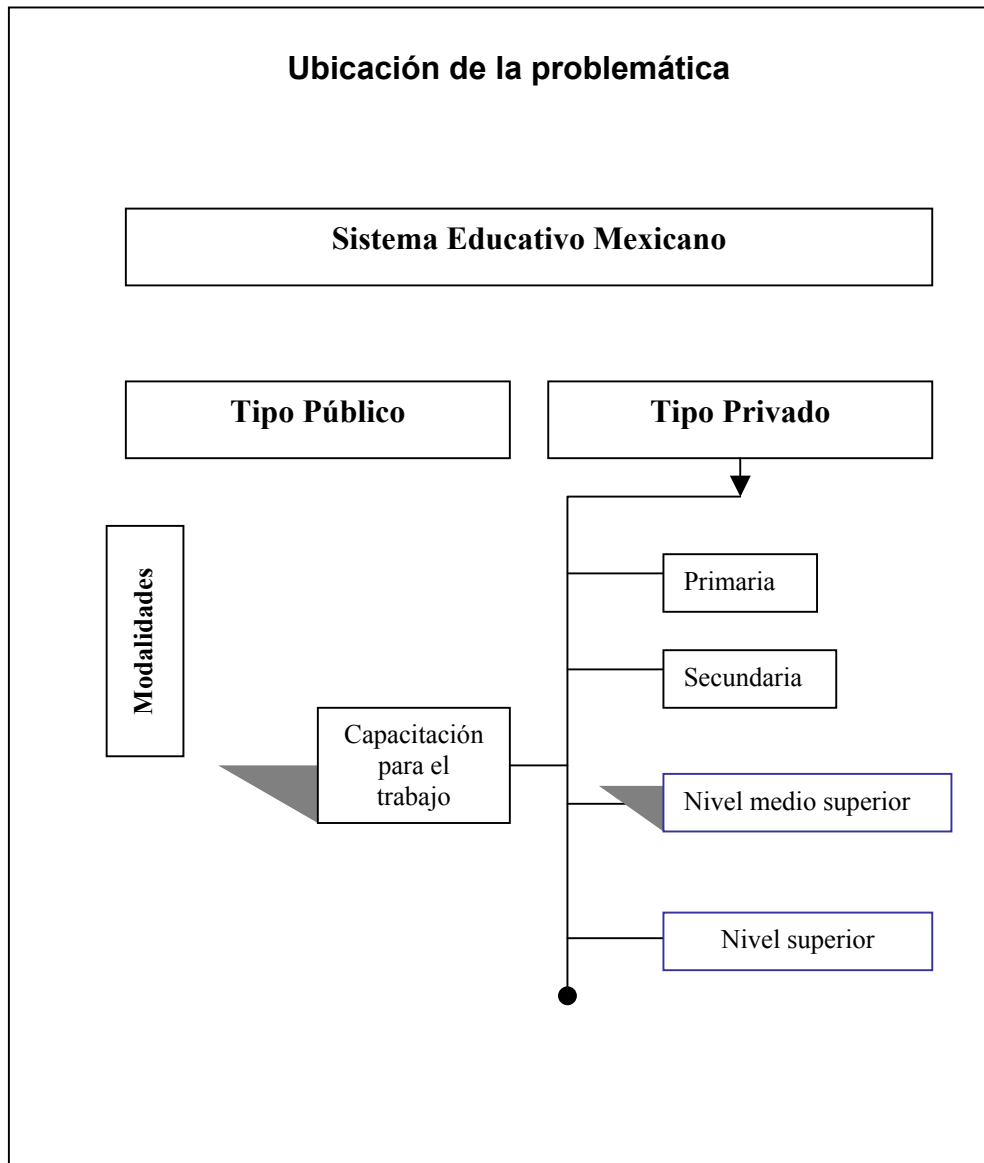 Ubicación de la problemática
Sistema Educativo Mexicano
Tipo Público
Tipo Privado
Modalidades
Primaria
Secundaria
Capacitación
para el
trabajo
Nivel medio superior
Nivel superior